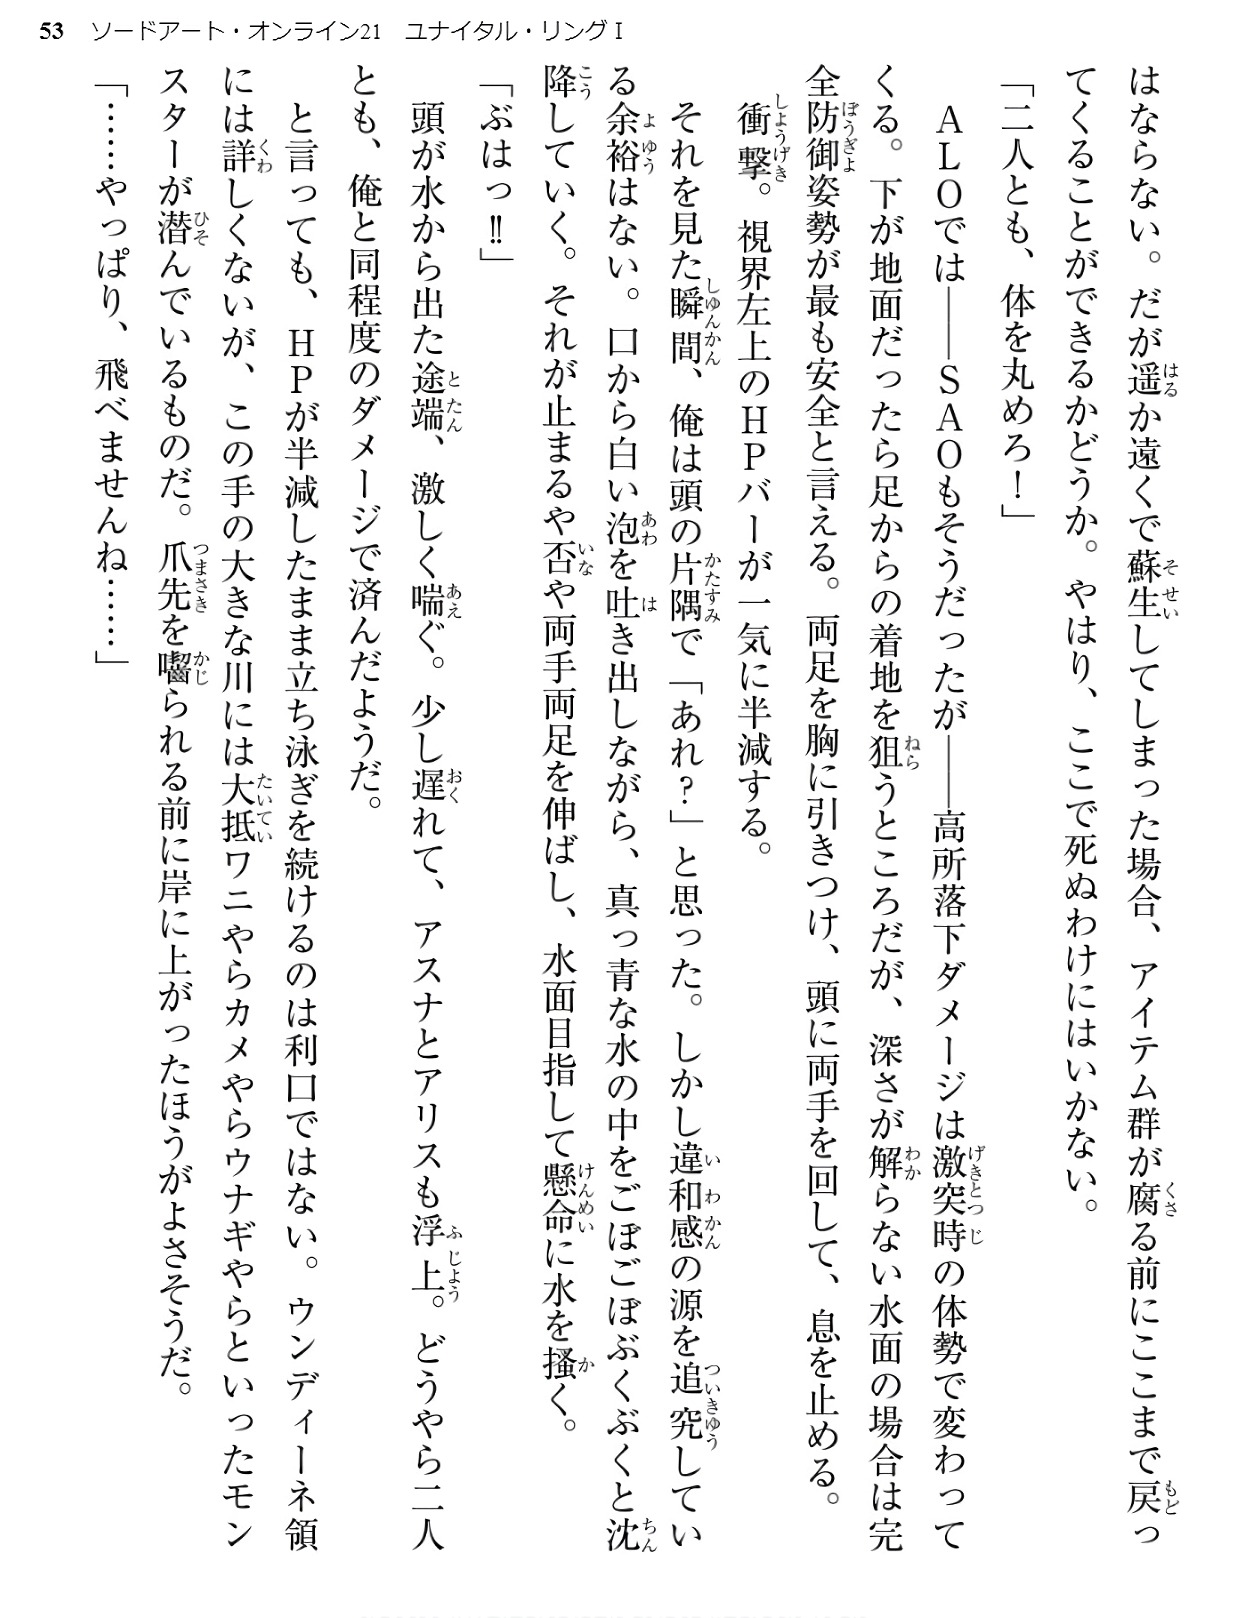 53 ソードアート・オンライン21　ユナイタル・リングⅠ
はならない。だが遥か遠くで蘇生してしまった場合、アイテム群が腐る前にここまで戻っ
てくることができるかどうか。やはり、ここで死ぬわけにはいかない。
「二人とも、体を丸めろ！」
　ＡＬＯでは――ＳＡＯもそうだったが――高所落下ダメージは激突時の体勢で変わって
くる。下が地面だったら足からの着地を狙うところだが、深さが解らない水面の場合は完
全防御姿勢が最も安全と言える。両足を胸に引きつけ、頭に両手を回して、息を止める。
　衝撃。視界左上のＨＰバーが一気に半減する。
　それを見た瞬間、俺は頭の片隅で「あれ？」と思った。しかし違和感の源を追究してい
る余裕はない。口から白い泡を吐き出しながら、真っ青な水の中をごぼごぼぶくぶくと沈
降していく。それが止まるや否や両手両足を伸ばし、水面目指して懸命に水を掻く。
「ぶはっ‼」
　頭が水から出た途端、激しく喘ぐ。少し遅れて、アスナとアリスも浮上。どうやら二人
とも、俺と同程度のダメージで済んだようだ。
　と言っても、ＨＰが半減したまま立ち泳ぎを続けるのは利口ではない。ウンディーネ領
には詳しくないが、この手の大きな川には大抵ワニやらカメやらウナギやらといったモン
スターが潜んでいるものだ。爪先を囓られる前に岸に上がったほうがよさそうだ。
「……やっぱり、飛べませんね……」